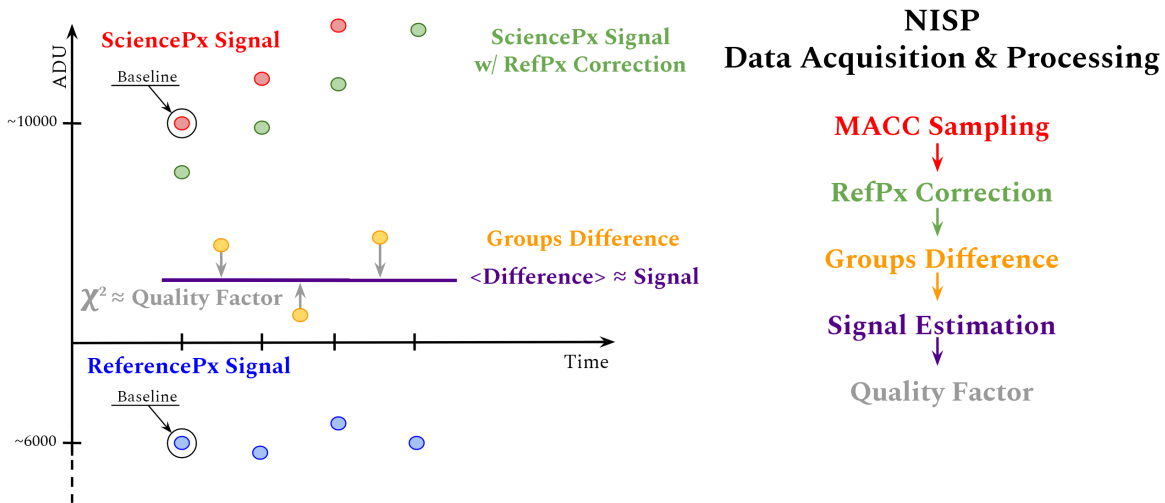 NISP
Data Acquisition & Processing
ADU
SciencePx Signal
SciencePx Signal
w/ RefPx Correction
Baseline
~10000
MACC Sampling
RefPx Correction
Groups Difference
Groups Difference
<Difference> ≈ Signal
χ² ≈ Quality Factor
Signal Estimation
Time
ReferencePx Signal
Quality Factor
Baseline
~6000